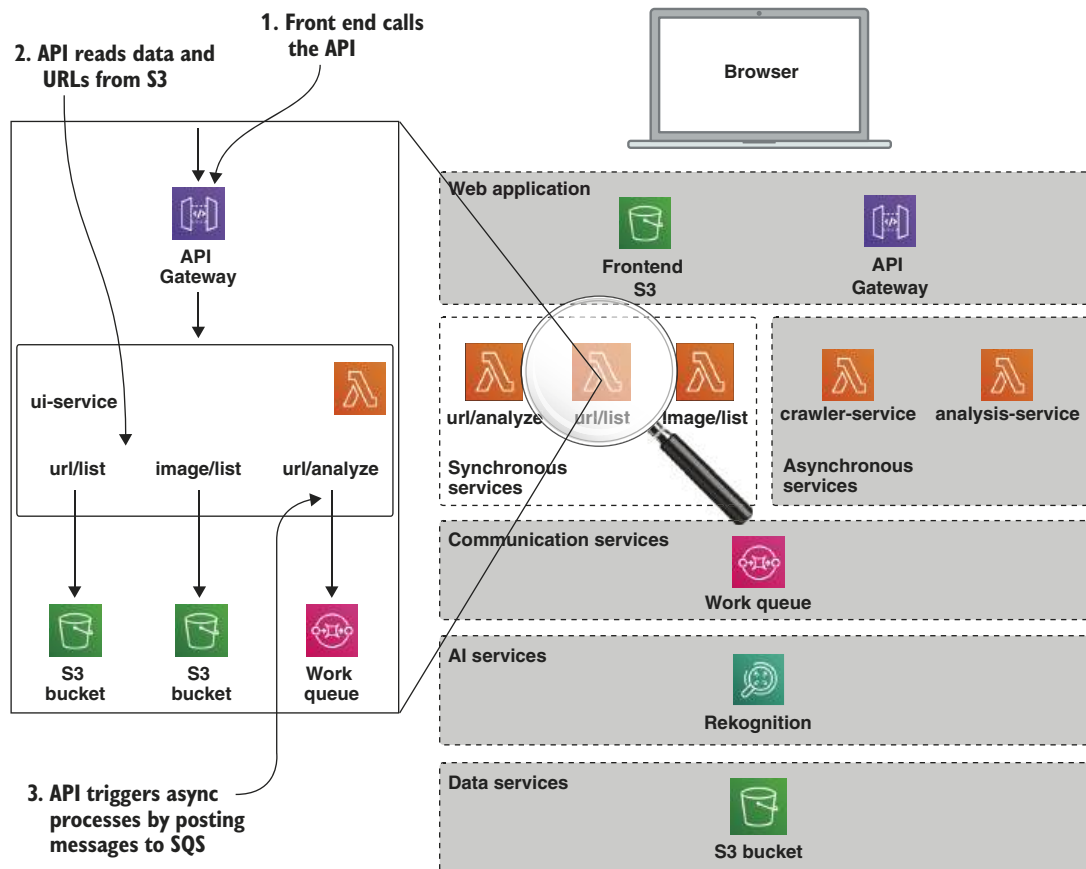 1. Front end calls
the API
2. API reads data and
URLs from S3
API
Gateway
ui-service
url/list
image/list
url/analyze
S3
bucket
S3
bucket
Work
queue
3. API triggers async
processes by posting
messages to SQS
Browser
Web application
Frontend
S3
API
Gateway
url/analyze
url/list
Image/list
Synchronous
services
crawler-service
analysis-service
Asynchronous
services
Communication services
Work queue
AI services
Rekognition
Data services
S3 bucket